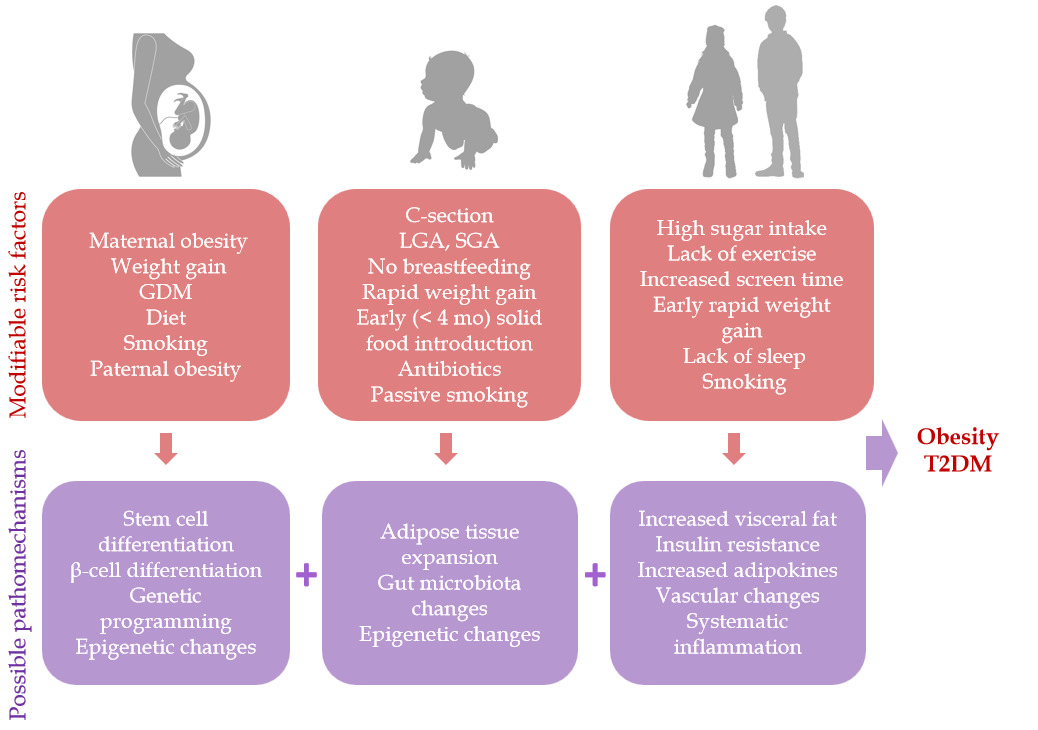 Modifiable risk factors
Maternal obesity
Weight gain
GDM
Diet
Smoking
Paternal obesity
C-section
LGA, SGA
No breastfeeding
Rapid weight gain
Early (< 4 mo) solid
food introduction
Antibiotics
Passive smoking
High sugar intake
Lack of exercise
Increased screen time
Early rapid weight
gain
Lack of sleep
Smoking
Obesity
T2DM
Possible pathomechanisms
Stem cell
differentiation
β-cell differentiation
Genetic
programming
Epigenetic changes
+
Adipose tissue
expansion
Gut microbiota
changes
Epigenetic changes
+
Increased visceral fat
Insulin resistance
Increased adipokines
Vascular changes
Systematic
inflammation